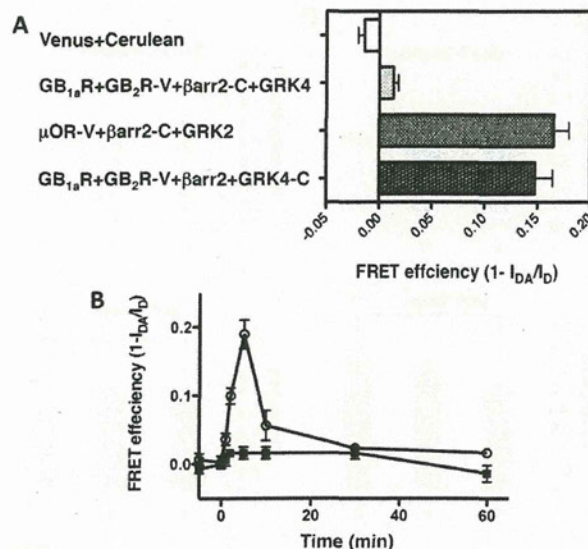 A
Venus+Cerulean
GB1aR+GB2R-V+βarr2-C+GRK4
μOR-V+βarr2-C+GRK2
GB1aR+GB2R-V+βarr2+GRK4-C
-0.05 0.00 0.05 0.10 0.15 0.20
FRET effciency (1- IDA/ID)
B
FRET effeciency (1-IDA/ID)
0.2
0.1
0.0
0 20 40 60
Time (min)